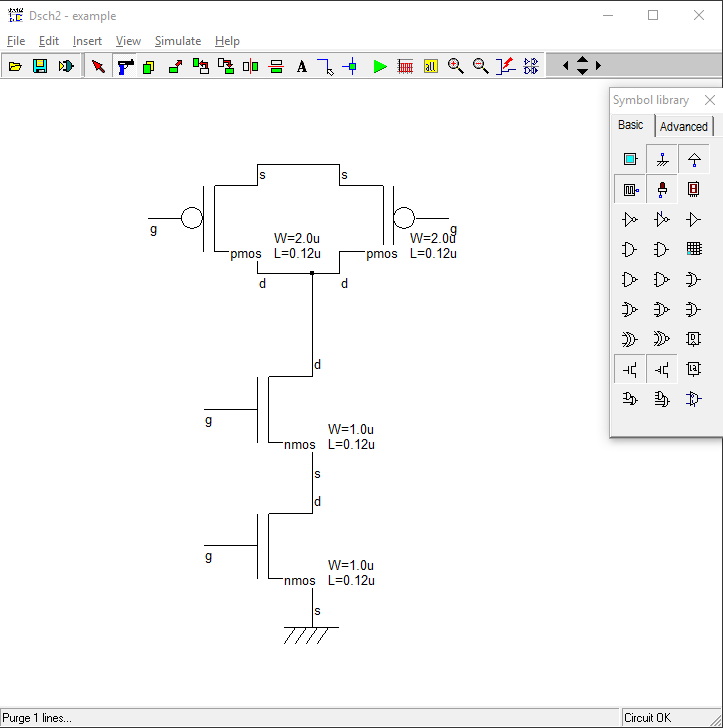 Dsch2 - example
File Edit Insert View Simulate Help
A
all
Symbol library
Basic Advanced
s s
g g
W=2.0u W=2.0u
pmos L=0.12u pmos L=0.12u
d d
d
g
W=1.0u
nmos L=0.12u
s
d
g
W=1.0u
nmos L=0.12u
s
Purge 1 lines... Circuit OK